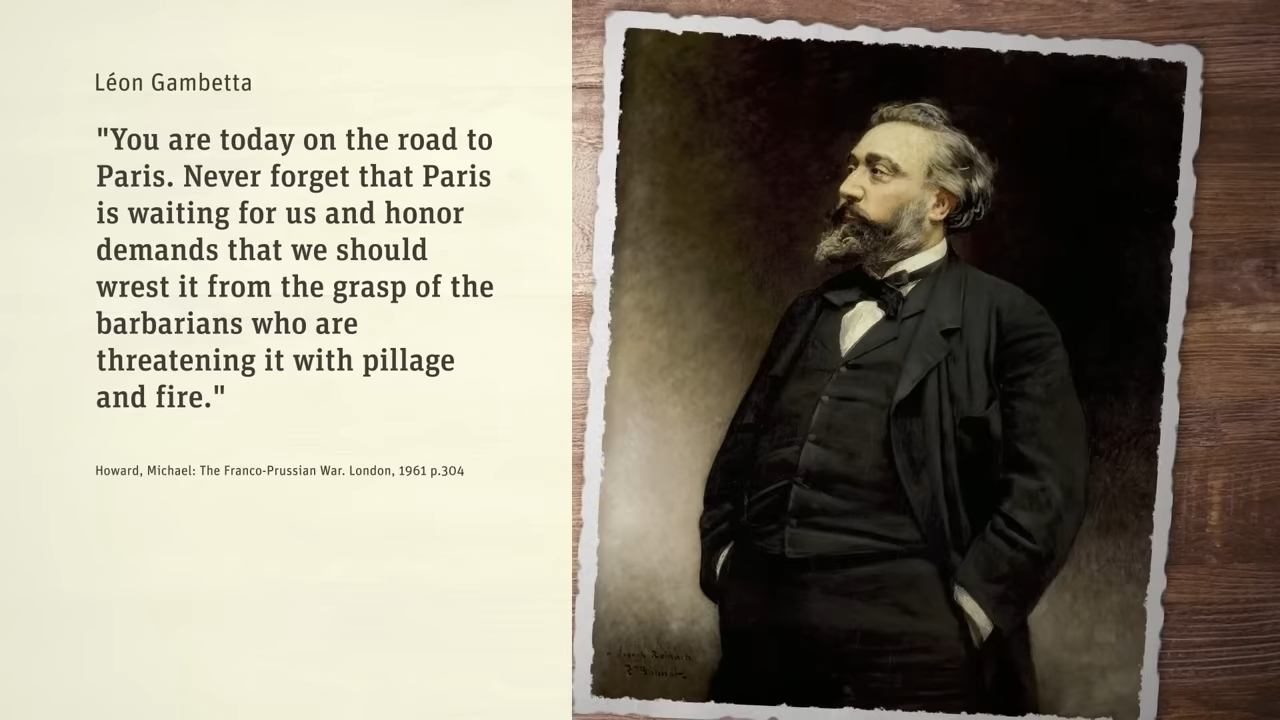 Léon Gambetta
"You are today on the road to
Paris. Never forget that Paris
is waiting for us and honor
demands that we should
wrest it from the grasp of the
barbarians who are
threatening it with pillage
and fire."
Howard, Michael: The Franco-Prussian War. London, 1961 p.304